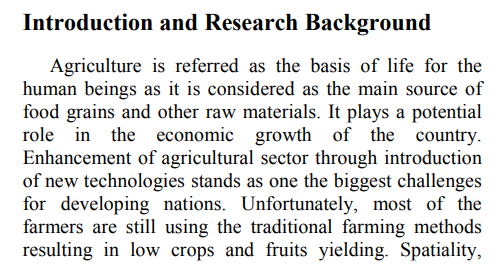 Introduction and Research Background
Agriculture is referred as the basis of life for the
human beings as it is considered as the main source of
food grains and other raw materials. It plays a potential
role in the economic growth of the country.
Enhancement of agricultural sector through introduction
of new technologies stands as one the biggest challenges
for developing nations. Unfortunately, most of the
farmers are still using the traditional farming methods
resulting in low crops and fruits yielding. Spatiality,